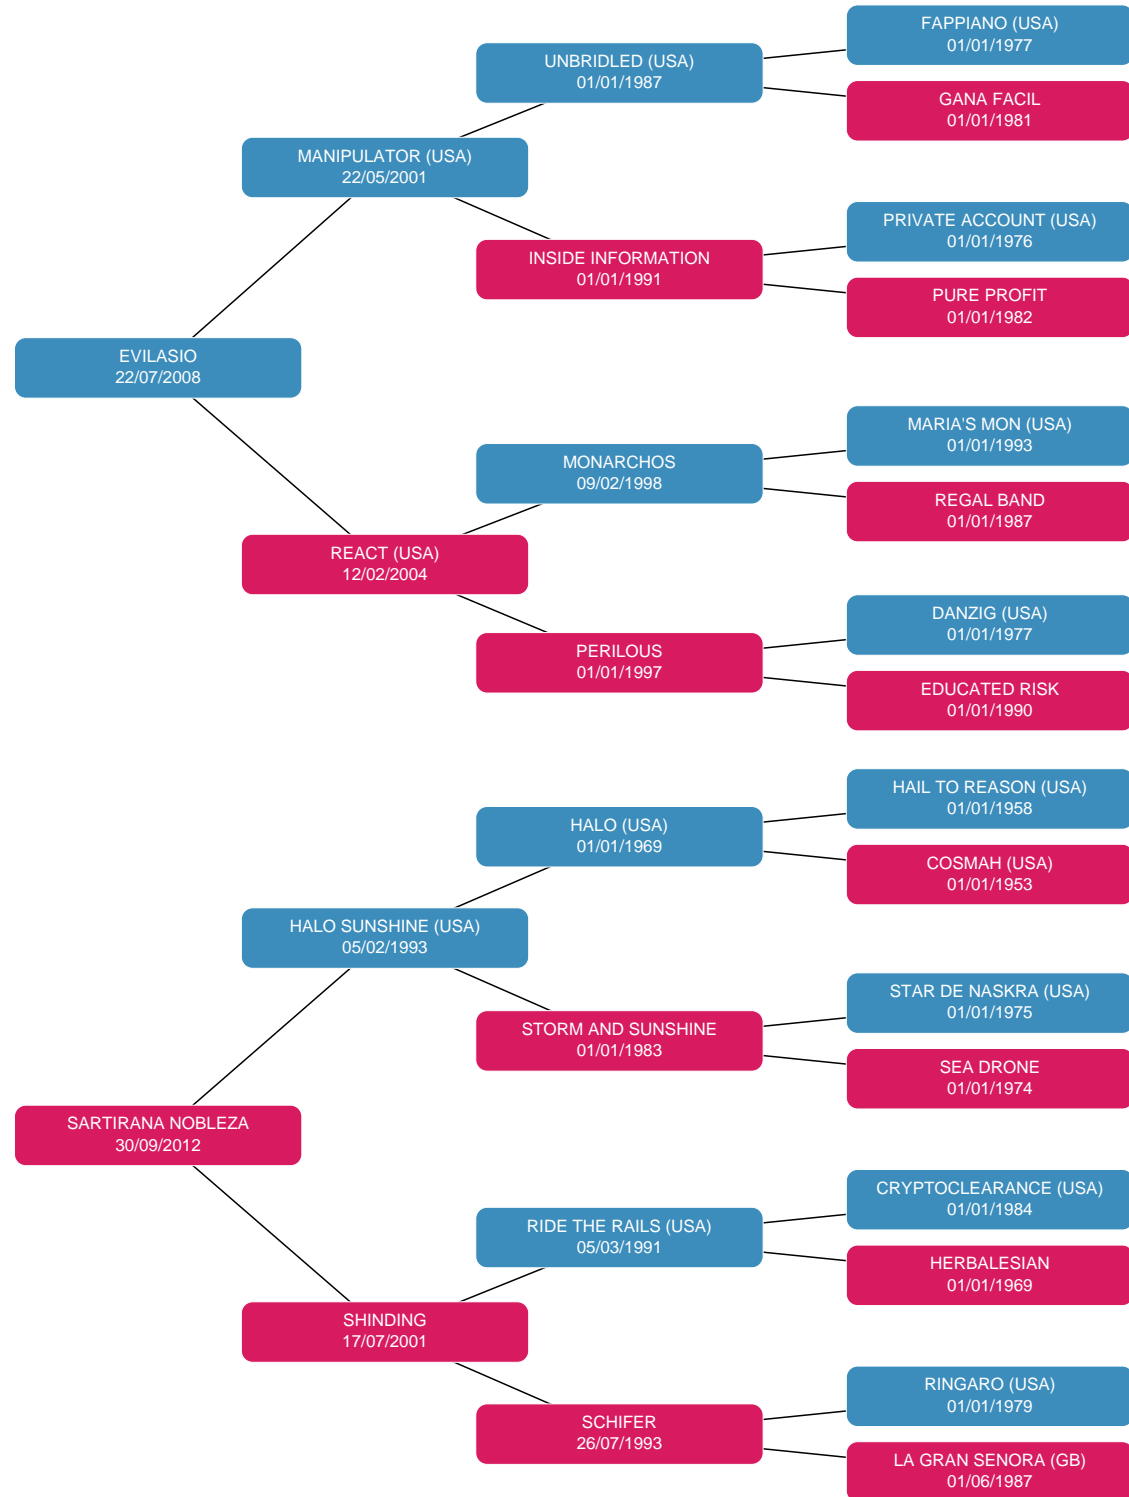 FAPPIANO (USA)
01/01/1977
UNBRIDLED (USA)
01/01/1987
GANA FACIL
01/01/1981
MANIPULATOR (USA)
22/05/2001
PRIVATE ACCOUNT (USA)
01/01/1976
INSIDE INFORMATION
01/01/1991
PURE PROFIT
01/01/1982
EVILASIO
22/07/2008
MARIA'S MON (USA)
01/01/1993
MONARCHOS
09/02/1998
REGAL BAND
01/01/1987
REACT (USA)
12/02/2004
DANZIG (USA)
01/01/1977
PERILOUS
01/01/1997
EDUCATED RISK
01/01/1990
HAIL TO REASON (USA)
01/01/1958
HALO (USA)
01/01/1969
COSMAH (USA)
01/01/1953
HALO SUNSHINE (USA)
05/02/1993
STAR DE NASKRA (USA)
01/01/1975
STORM AND SUNSHINE
01/01/1983
SEA DRONE
01/01/1974
SARTIRANA NOBLEZA
30/09/2012
CRYPTOCLEARANCE (USA)
01/01/1984
RIDE THE RAILS (USA)
05/03/1991
HERBALESIAN
01/01/1969
SHINDING
17/07/2001
RINGARO (USA)
01/01/1979
SCHIFER
26/07/1993
LA GRAN SENORA (GB)
01/06/1987